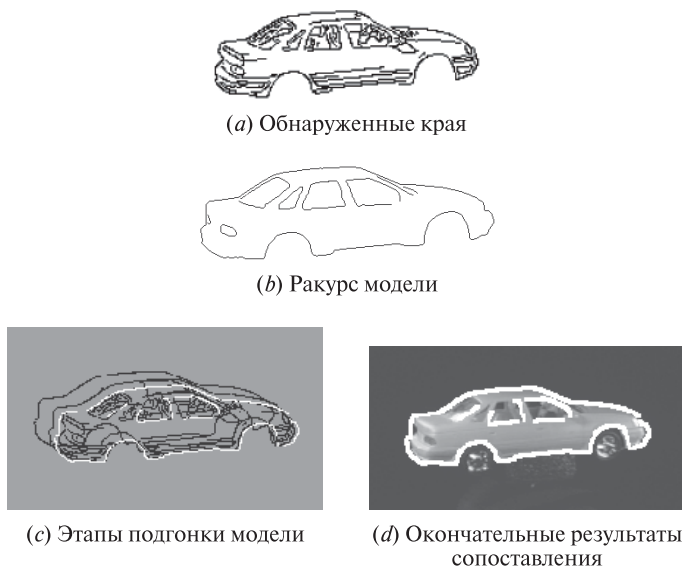 (a) Обнаруженные края
(b) Ракурс модели
(c) Этапы подгонки модели
(d) Окончательные результаты
сопоставления